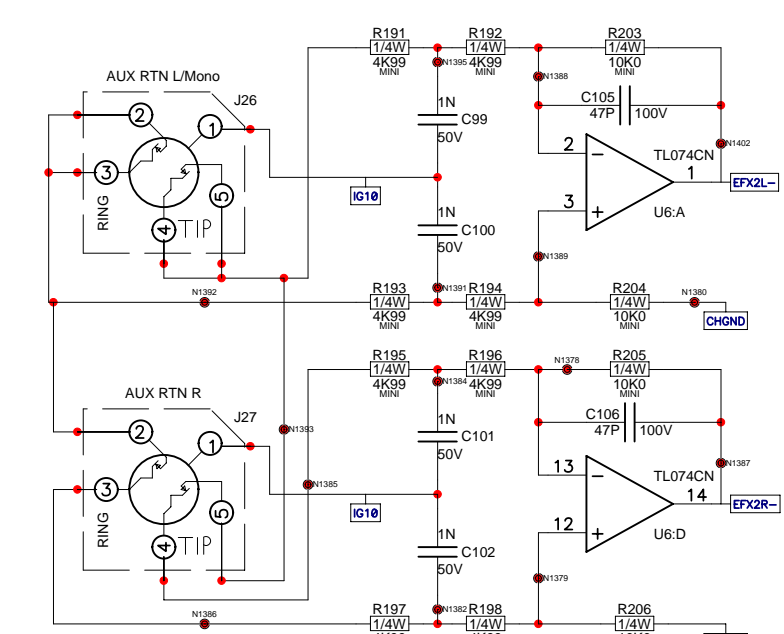 R191
1/4W
4K99
MINI
N1395
R192
1/4W
4K99
MINI
R203
1/4W
10K0
MINI
N1388
AUX RTN L/Mono
J26
2
1
3
RING
5
4
TIP
1N
C99
50V
C105
47P
100V
N1402
2
TL074CN
1
EFX2L-
3
U6:A
IG10
1N
C100
50V
N1389
N1392
R193
1/4W
4K99
MINI
N1391
R194
1/4W
4K99
MINI
R204
1/4W
10K0
MINI
N1380
CHGND
R195
1/4W
4K99
MINI
N1384
R196
1/4W
4K99
MINI
N1378
R205
1/4W
10K0
MINI
AUX RTN R
J27
2
1
3
RING
5
4
TIP
N1393
N1385
1N
C101
50V
C106
47P
100V
N1387
13
TL074CN
14
EFX2R-
12
U6:D
IG10
1N
C102
50V
N1379
N1386
R197
1/4W
N1382
R198
1/4W
R206
1/4W